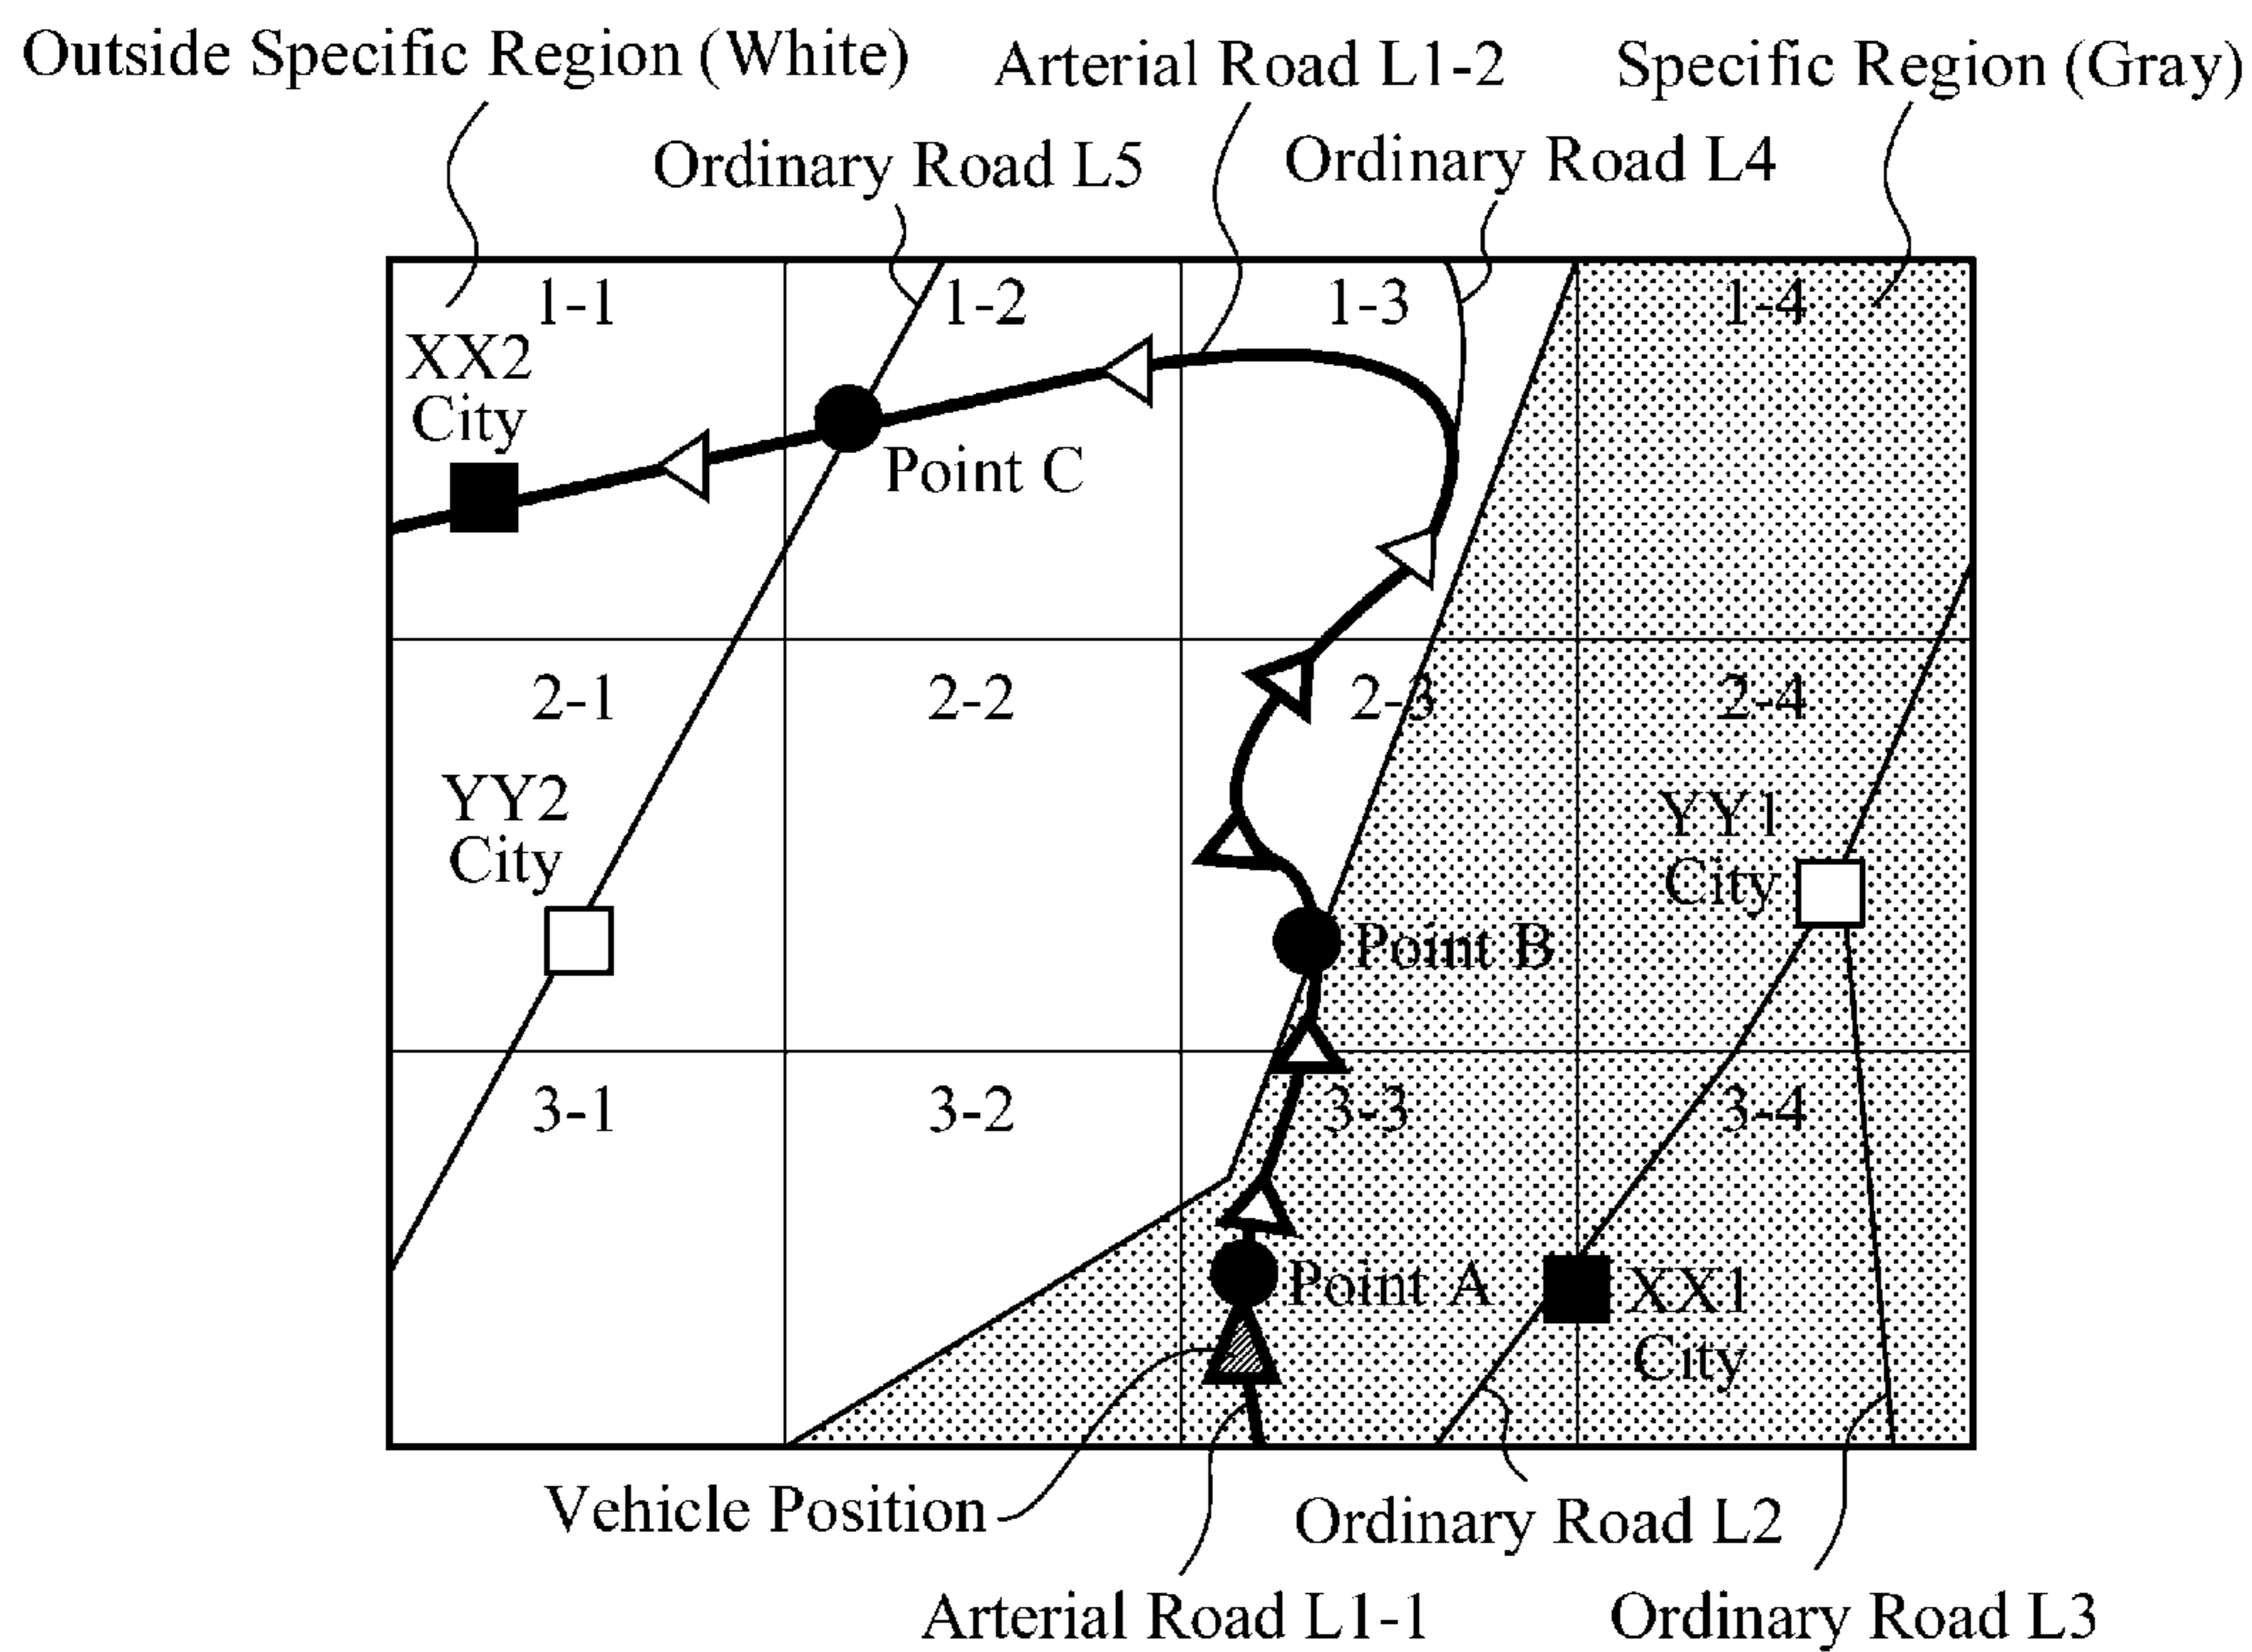 Outside Specific Region (White)
Arterial Road L1-2
Specific Region (Gray)
Ordinary Road L5
Ordinary Road L4
1-1
1-2
1-3
1-4
XX2
City
Point C
2-1
2-2
2-3
2-4
YY2
City
YY1
City
Point B
3-1
3-2
3-3
3-4
Point A
XX1
City
Vehicle Position
Ordinary Road L2
Arterial Road L1-1
Ordinary Road L3